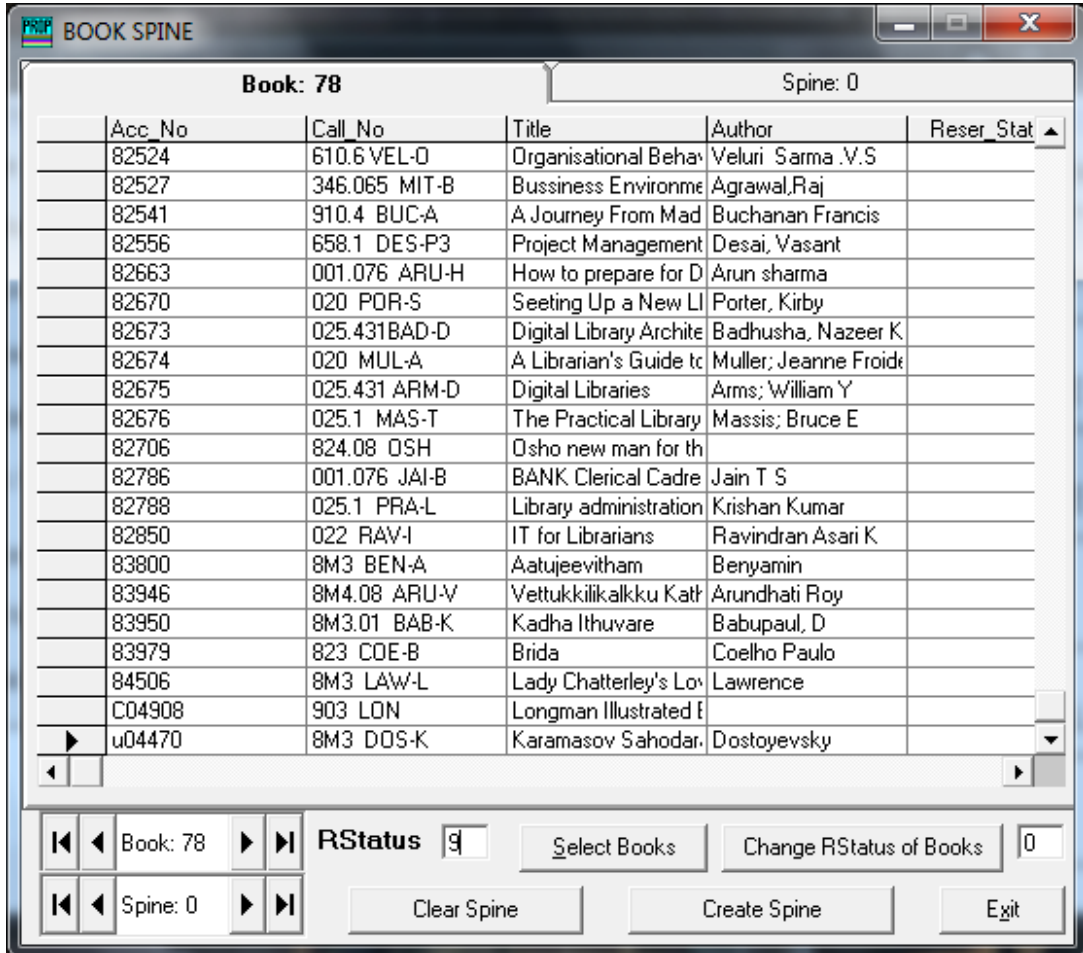 PROP BOOK SPINE
Book: 78 Spine: 0
Acc_No Call_No Title Author Reser_Stat
82524 610.6 VEL-O Organisational Behav Veluri Sarma .V.S
82527 346.065 MIT-B Bussiness Environme Agrawal,Raj
82541 910.4 BUC-A A Journey From Mad Buchanan Francis
82556 658.1 DES-P3 Project Management Desai, Vasant
82663 001.076 ARU-H How to prepare for D Arun sharma
82670 020 POR-S Seeting Up a New LI Porter, Kirby
82673 025.431BAD-D Digital Library Archite Badhusha, Nazeer K
82674 020 MUL-A A Librarian's Guide to Muller; Jeanne Froide
82675 025.431 ARM-D Digital Libraries Arms; William Y
82676 025.1 MAS-T The Practical Library Massis; Bruce E
82706 824.08 OSH Osho new man for th
82786 001.076 JAI-B BANK Clerical Cadre Jain T S
82788 025.1 PRA-L Library administration Krishan Kumar
82850 022 RAV-I IT for Librarians Ravindran Asari K
83800 8M3 BEN-A Aatujeevitham Benyamin
83946 8M4.08 ARU-V Vettukkilikalkku Kath Arundhati Roy
83950 8M3.01 BAB-K Kadha Ithuvare Babupaul, D
83979 823 COE-B Brida Coelho Paulo
84506 8M3 LAW-L Lady Chatterley's Lov Lawrence
C04908 903 LON Longman Illustrated E
u04470 8M3 DOS-K Karamasov Sahodar Dostoyevsky
Book: 78 RStatus 9 Select Books Change RStatus of Books 0
Spine: 0 Clear Spine Create Spine Exit